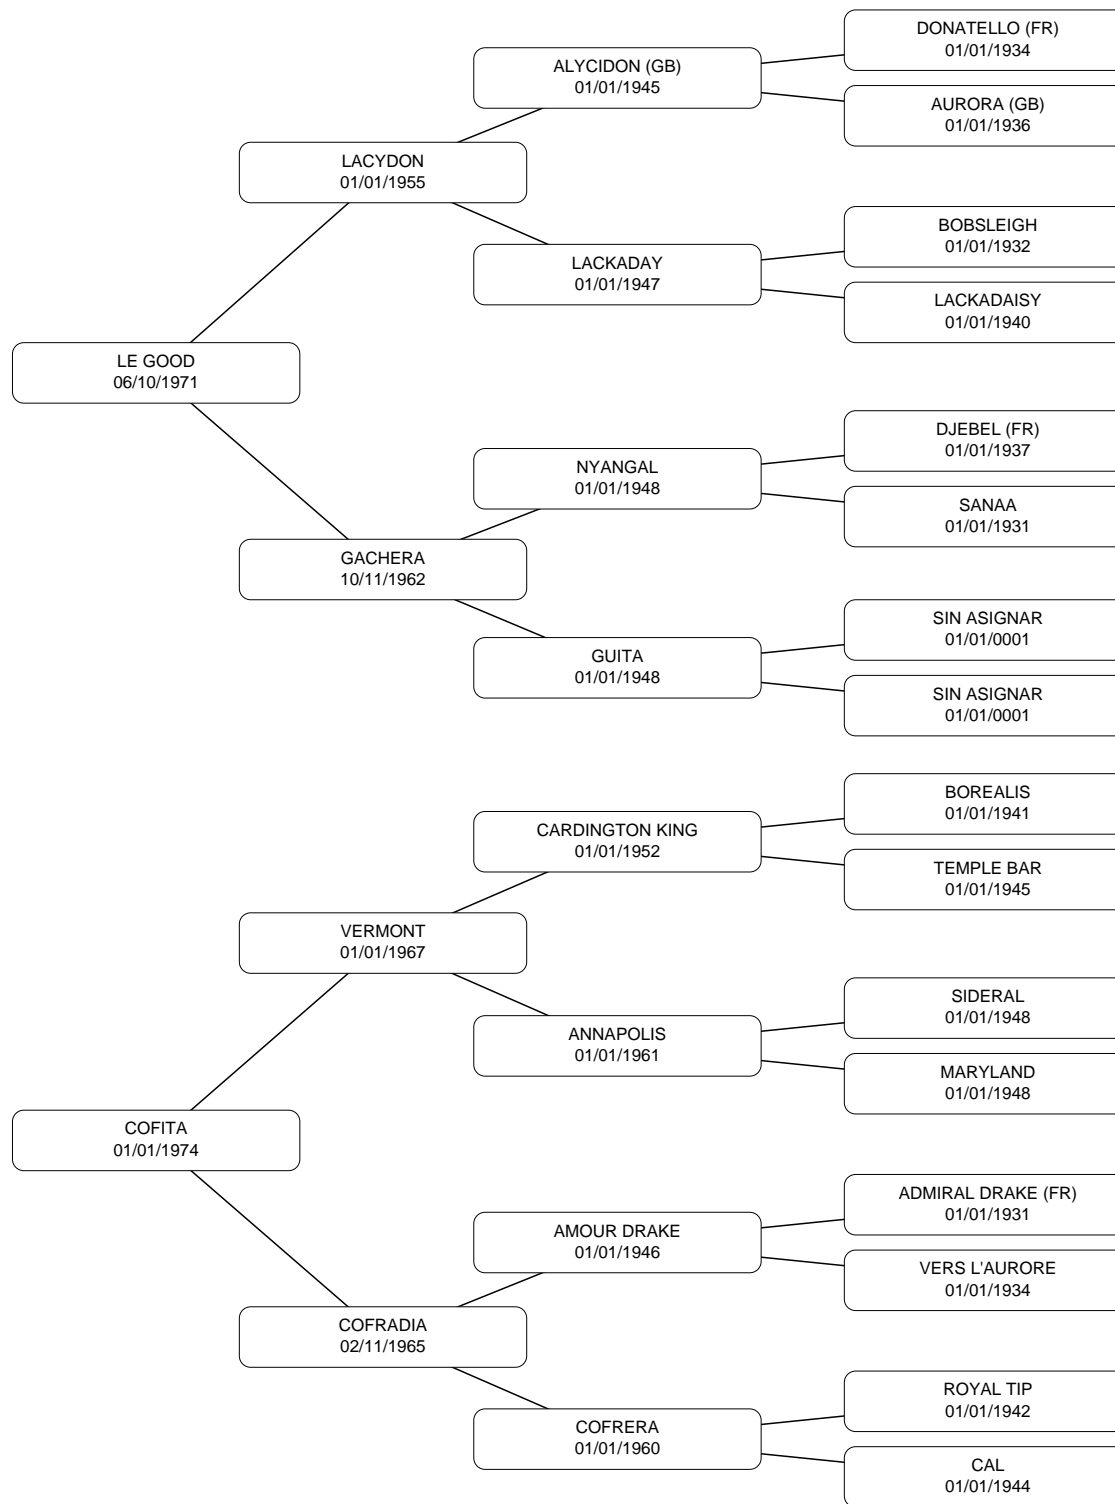 DONATELLO (FR)
01/01/1934
ALYCIDON (GB)
01/01/1945
AURORA (GB)
01/01/1936
LACYDON
01/01/1955
BOBSLEIGH
01/01/1932
LACKADAY
01/01/1947
LACKADAISY
01/01/1940
LE GOOD
06/10/1971
DJEBEL (FR)
01/01/1937
NYANGAL
01/01/1948
SANAA
01/01/1931
GACHERA
10/11/1962
SIN ASIGNAR
01/01/0001
GUITA
01/01/1948
SIN ASIGNAR
01/01/0001
BOREALIS
01/01/1941
CARDINGTON KING
01/01/1952
TEMPLE BAR
01/01/1945
VERMONT
01/01/1967
SIDERAL
01/01/1948
ANNAPOLIS
01/01/1961
MARYLAND
01/01/1948
COFITA
01/01/1974
ADMIRAL DRAKE (FR)
01/01/1931
AMOUR DRAKE
01/01/1946
VERS L'AURORE
01/01/1934
COFRADIA
02/11/1965
ROYAL TIP
01/01/1942
COFRERA
01/01/1960
CAL
01/01/1944